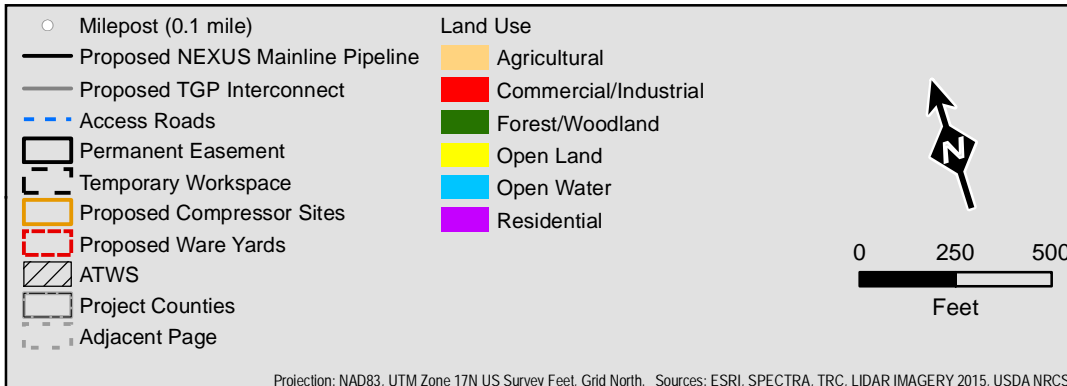 Milepost (0.1 mile)
Proposed NEXUS Mainline Pipeline
Proposed TGP Interconnect
Access Roads
Permanent Easement
Temporary Workspace
Proposed Compressor Sites
Proposed Ware Yards
ATWS
Project Counties
Adjacent Page
Land Use
Agricultural
Commercial/Industrial
Forest/Woodland
Open Land
Open Water
Residential
N
0 250 500
Feet
Projection: NAD83, UTM Zone 17N US Survey Feet, Grid North, Sources: ESRI, SPECTRA, TRC, LIDAR IMAGERY 2015, USDA NRCS